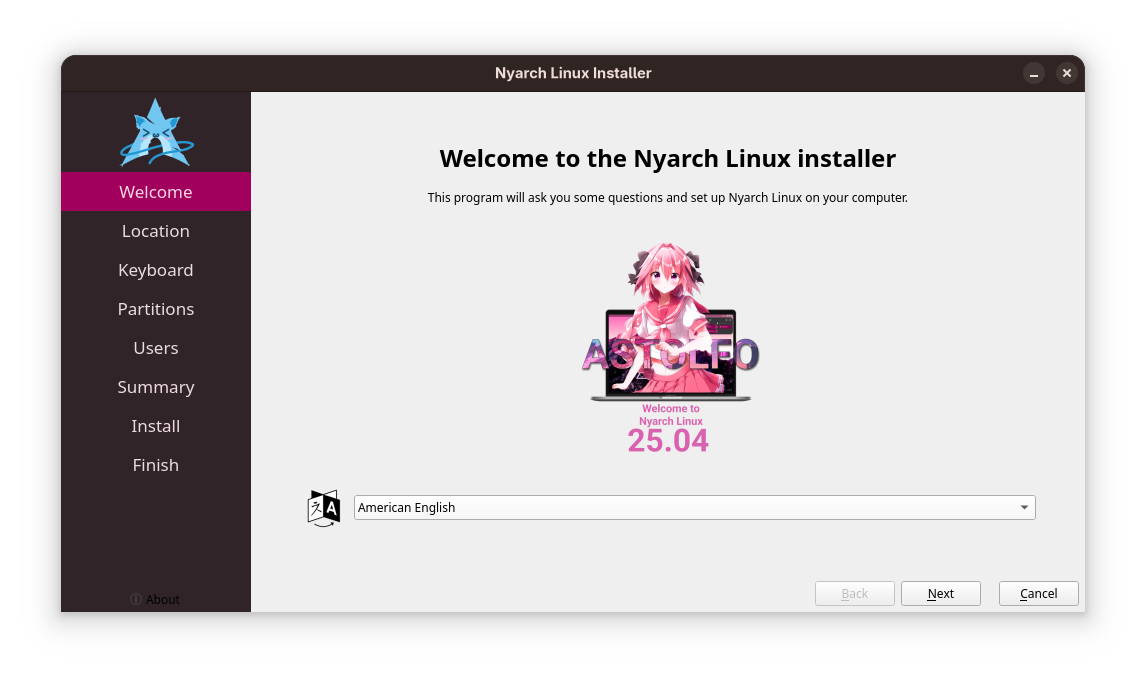 Nyarch Linux Installer
Welcome
Location
Keyboard
Partitions
Users
Summary
Install
Finish
About
Welcome to the Nyarch Linux installer
This program will ask you some questions and set up Nyarch Linux on your computer.
ASTOLFO
Welcome to
Nyarch Linux
25.04
American English
Back
Next
Cancel